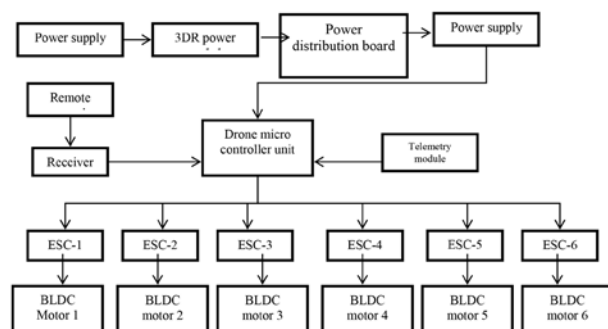 Power supply
3DR power
Power
distribution board
Power supply
Remote
Receiver
Drone micro
controller unit
Telemetry
module
ESC-1
ESC-2
ESC-3
ESC-4
ESC-5
ESC-6
BLDC
Motor 1
BLDC
motor 2
BLDC
motor 3
BLDC
motor 4
BLDC
motor 5
BLDC
motor 6